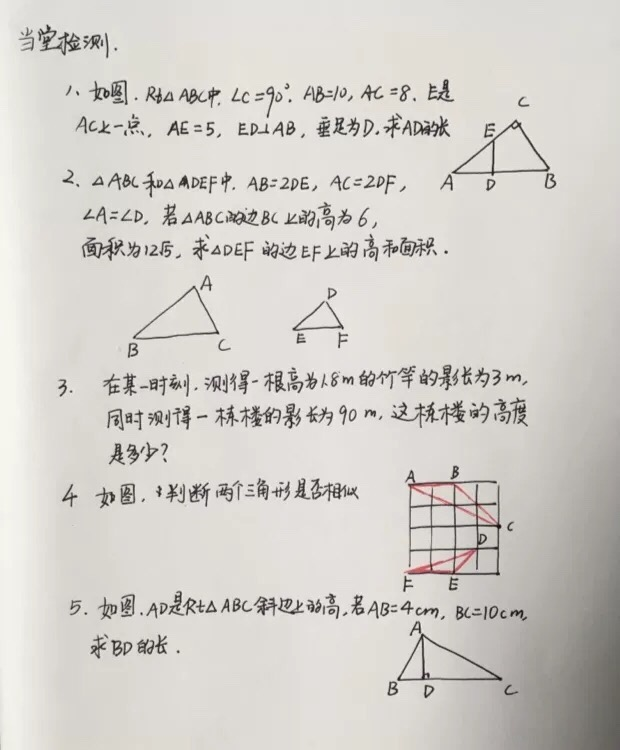 当堂检测.
1、如图.Rt△ABC中.∠C=90°.AB=10,AC=8.E是
AC上一点,AE=5,ED⊥AB,垂足为D.求AD的长
C
E
A D B
2、△ABC和△DEF中.AB=2DE,AC=2DF,
∠A=∠D,若△ABC的边BC上的高为6,
面积为12√5,求△DEF的边EF上的高和面积.
A
B C
D
E F
3. 在某一时刻,测得一根高为1.8m的竹竿的影长为3m,
同时测得一栋楼的影长为90m,这栋楼的高度
是多少?
4 如图,判断两个三角形是否相似
A B
C
D
F E
5. 如图.AD是Rt△ABC斜边上的高,若AB=4cm,BC=10cm,
求BD的长.
A
B D C